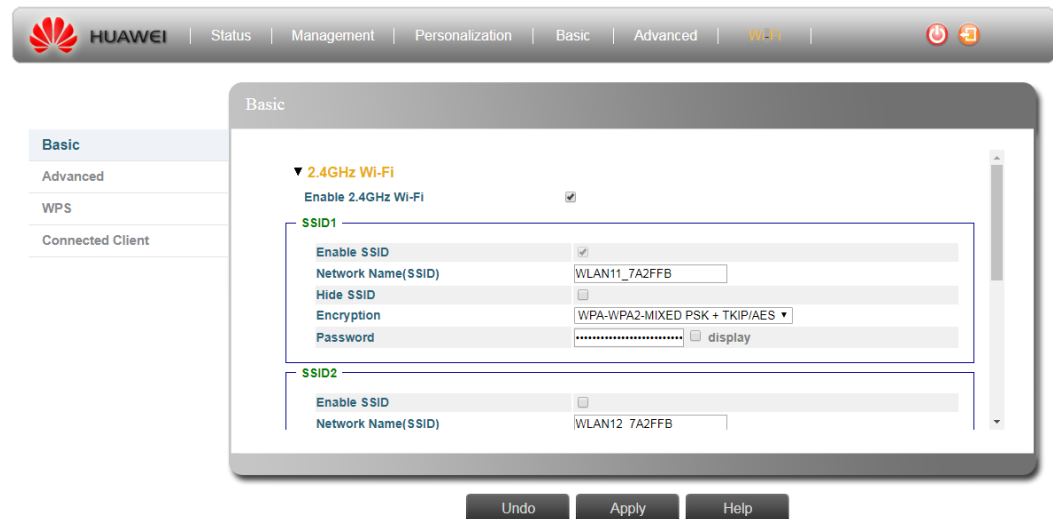 HUAWEI | Status | Management | Personalization | Basic | Advanced | Wi-Fi |
Basic
Basic
Advanced
WPS
Connected Client
▼ 2.4GHz Wi-Fi
Enable 2.4GHz Wi-Fi
SSID1
Enable SSID
Network Name(SSID) WLAN11_7A2FFB
Hide SSID
Encryption WPA-WPA2-MIXED PSK + TKIP/AES ▼
Password •••••••••••••••••••••••••• display
SSID2
Enable SSID
Network Name(SSID) WLAN12_7A2FFB
Undo Apply Help